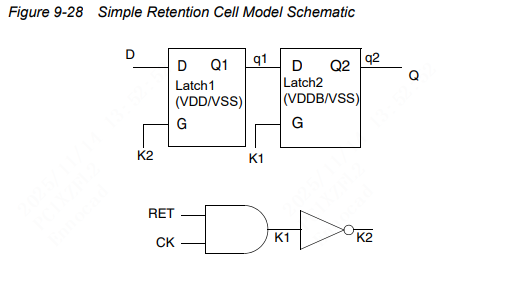 Figure 9-28 Simple Retention Cell Model Schematic
D
D Q1 q1 D Q2 q2
Q
Latch1 Latch2
(VDD/VSS) (VDDB/VSS)
G G
K2 K1
RET
K1 K2
CK